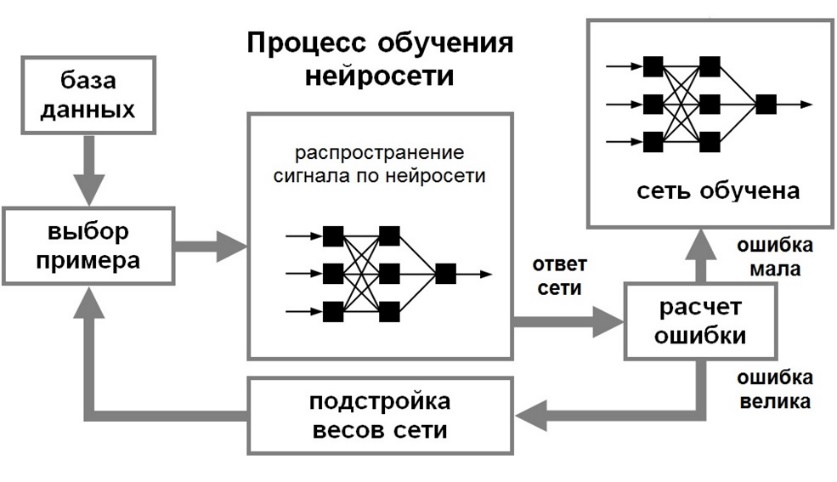 Процесс обучения
нейросети
база
данных
выбор
примера
распространение
сигнала по нейросети
ответ
сети
расчет
ошибки
ошибка
мала
сеть обучена
ошибка
велика
подстройка
весов сети